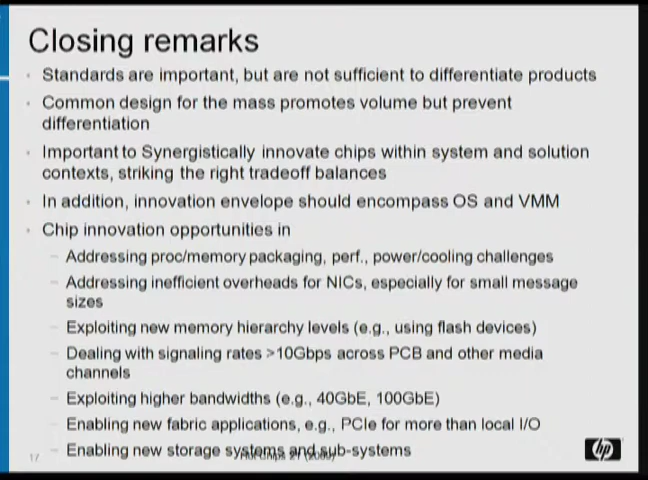 Closing remarks
Standards are important, but are not sufficient to differentiate products
Common design for the mass promotes volume but prevent
differentiation
Important to Synergistically innovate chips within system and solution
contexts, striking the right tradeoff balances
In addition, innovation envelope should encompass OS and VMM
Chip innovation opportunities in
– Addressing proc/memory packaging, perf., power/cooling challenges
– Addressing inefficient overheads for NICs, especially for small message
sizes
– Exploiting new memory hierarchy levels (e.g., using flash devices)
– Dealing with signaling rates >10Gbps across PCB and other media
channels
– Exploiting higher bandwidths (e.g., 40GbE, 100GbE)
– Enabling new fabric applications, e.g., PCIe for more than local I/O
– Enabling new storage systems and sub-systems
17
hp